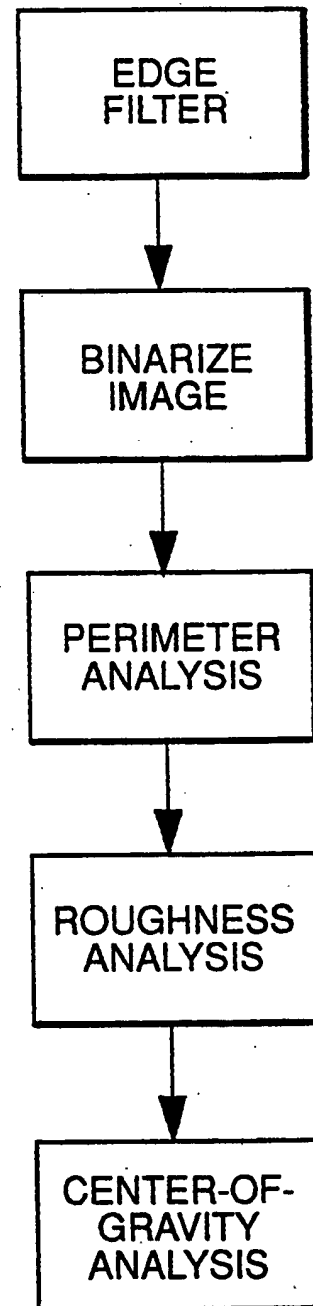 EDGE
FILTER
BINARIZE
IMAGE
PERIMETER
ANALYSIS
ROUGHNESS
ANALYSIS
CENTER-OF-
GRAVITY
ANALYSIS